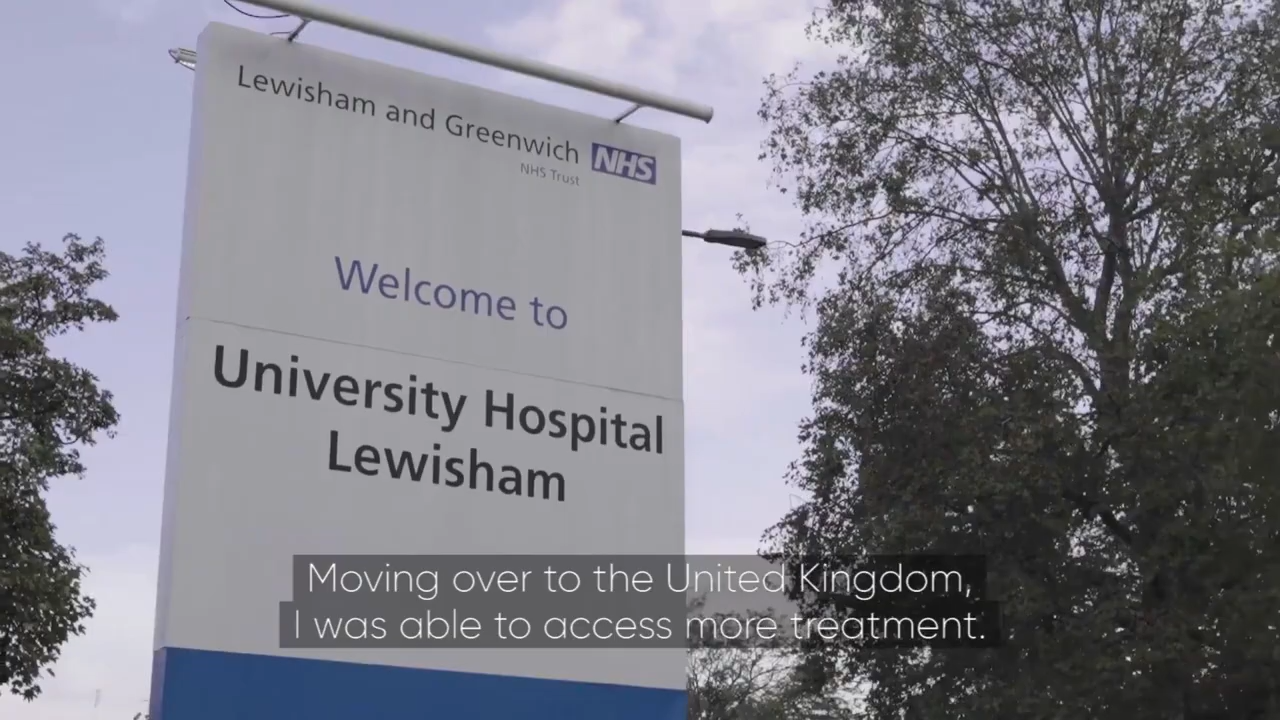 Lewisham and Greenwich NHS
NHS Trust
Welcome to
University Hospital
Lewisham
Moving over to the United Kingdom,
I was able to access more treatment.